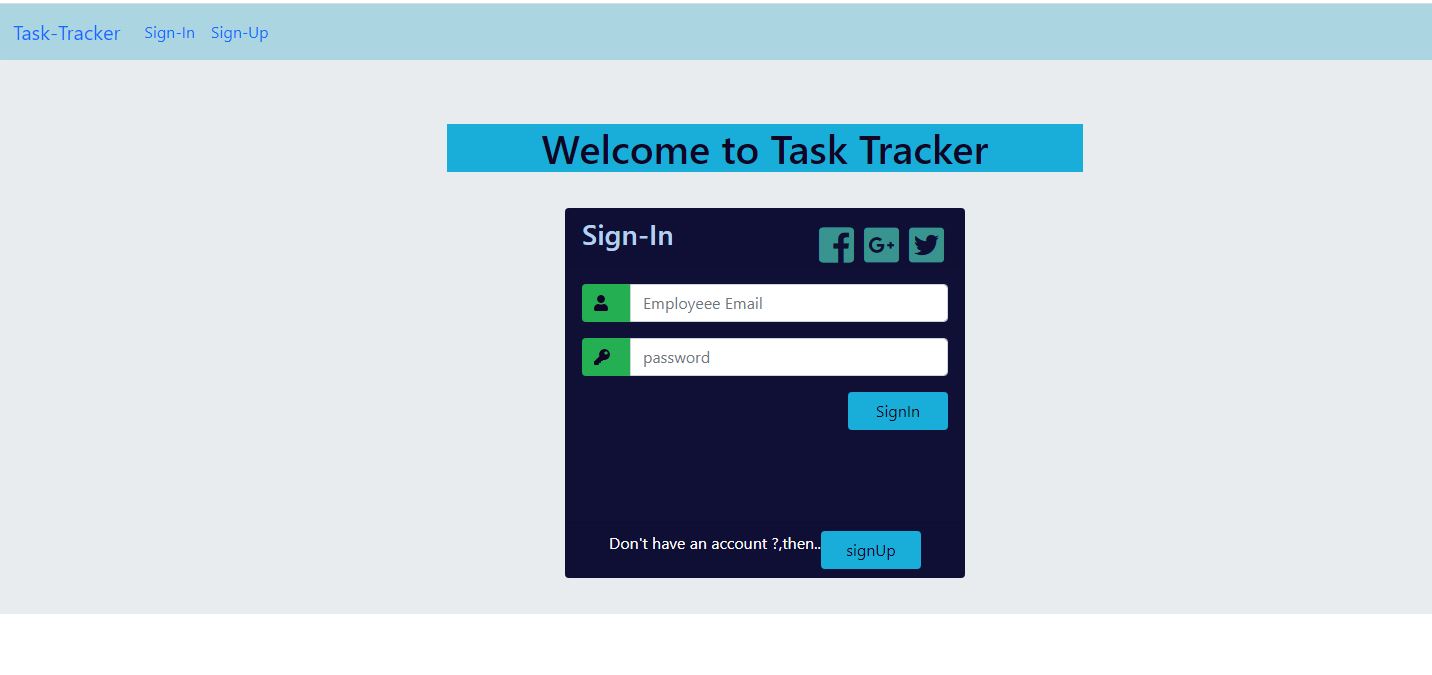 Task-Tracker Sign-In Sign-Up
Welcome to Task Tracker
Sign-In
Employeee Email
password
SignIn
Don't have an account ?,then..
signUp